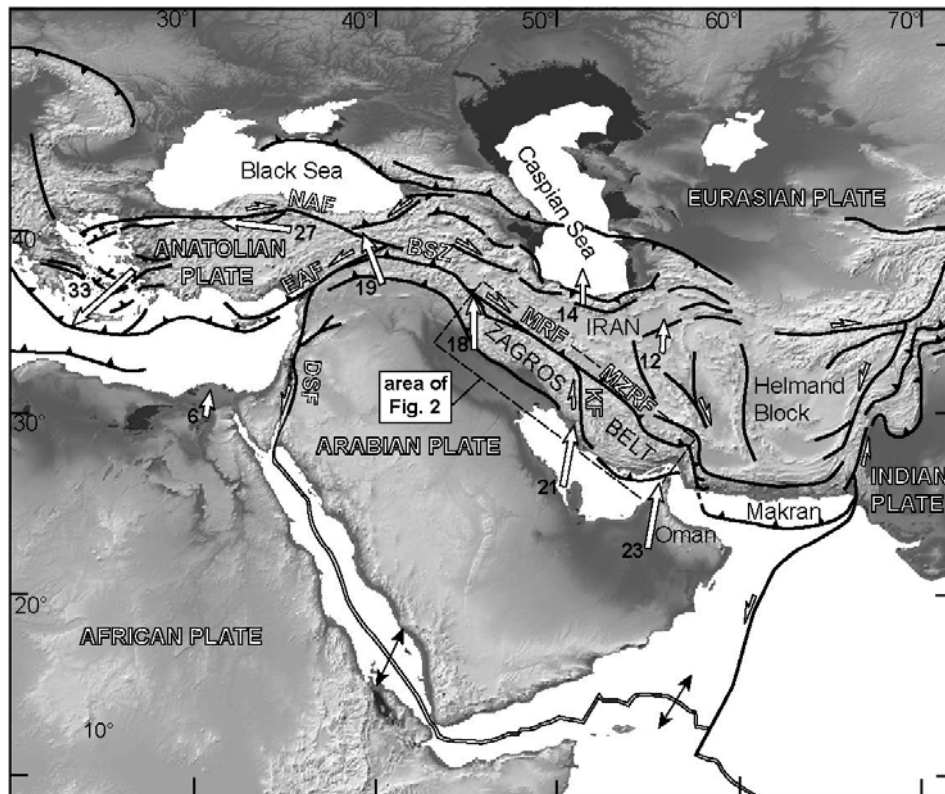 30°
40°
50°
60°
70°
Black Sea
Caspian Sea
EURASIAN PLATE
NAF
40°
27
ANATOLIAN
PLATE
BSZ
EAF
33
19
14
IRAN
MRF
18
12
ZAGROS
MZRF
area of
Fig. 2
Helmand
Block
DSF
KF
6
30°
BELT
ARABIAN PLATE
INDIAN
PLATE
21
Makran
Oman
23
20°
AFRICAN PLATE
10°